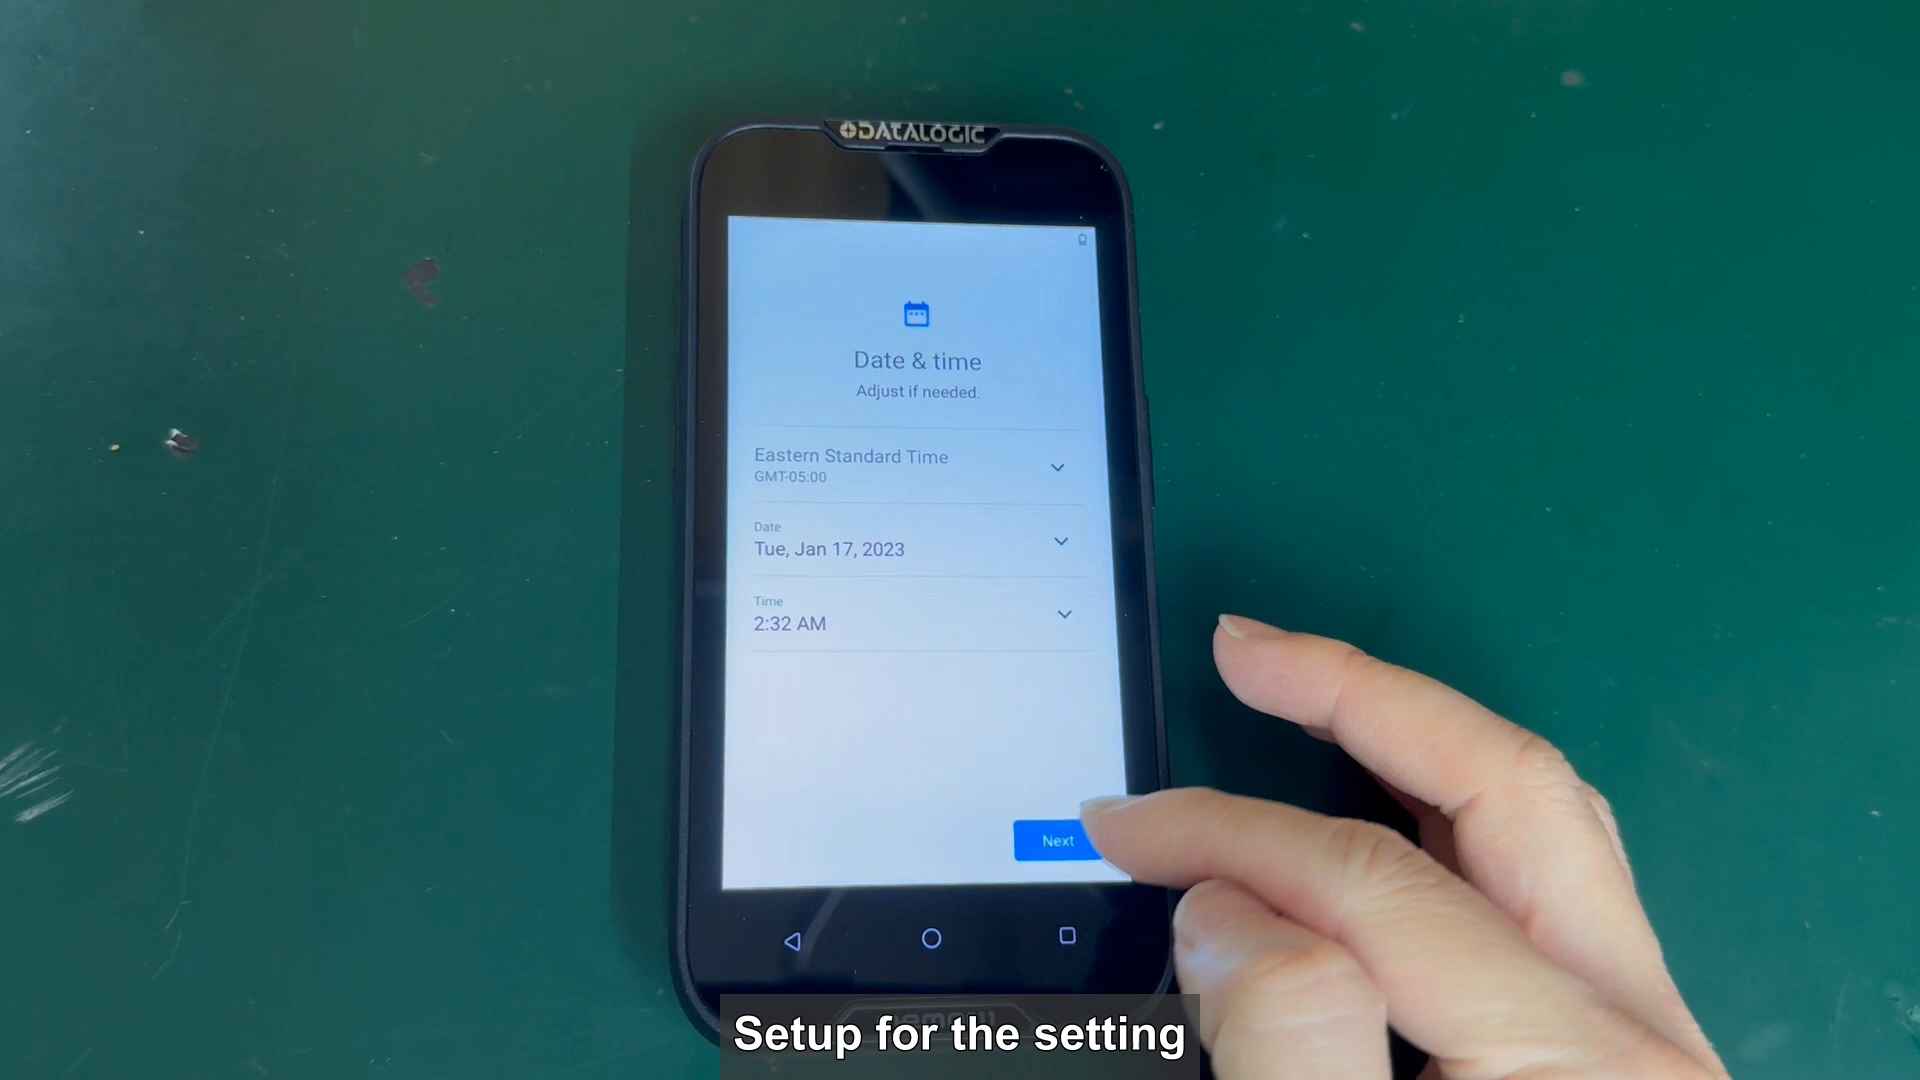 DATALOGIC
Date & time
Adjust if needed.
Eastern Standard Time
GMT-05:00
Date
Tue, Jan 17, 2023
Time
2:32 AM
Next
Setup for the setting